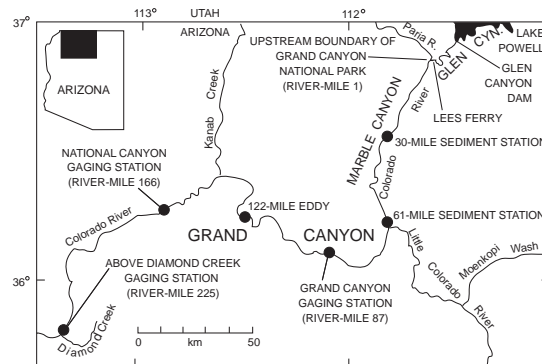 113°
UTAH
ARIZONA
112°
37°
36°
ARIZONA
UPSTREAM BOUNDARY OF
GRAND CANYON
NATIONAL PARK
(RIVER-MILE 1)
Paria R.
GLEN CYN.
LAKE
POWELL
GLEN
CANYON
DAM
LEES FERRY
MARBLE CANYON
Colorado River
30-MILE SEDIMENT STATION
Kanab Creek
NATIONAL CANYON
GAGING STATION
(RIVER-MILE 166)
122-MILE EDDY
61-MILE SEDIMENT STATION
Colorado River
GRAND CANYON
Little Colorado River
Moenkopi Wash
ABOVE DIAMOND CREEK
GAGING STATION
(RIVER-MILE 225)
GRAND CANYON
GAGING STATION
(RIVER-MILE 87)
Diamond Creek
0 50
km